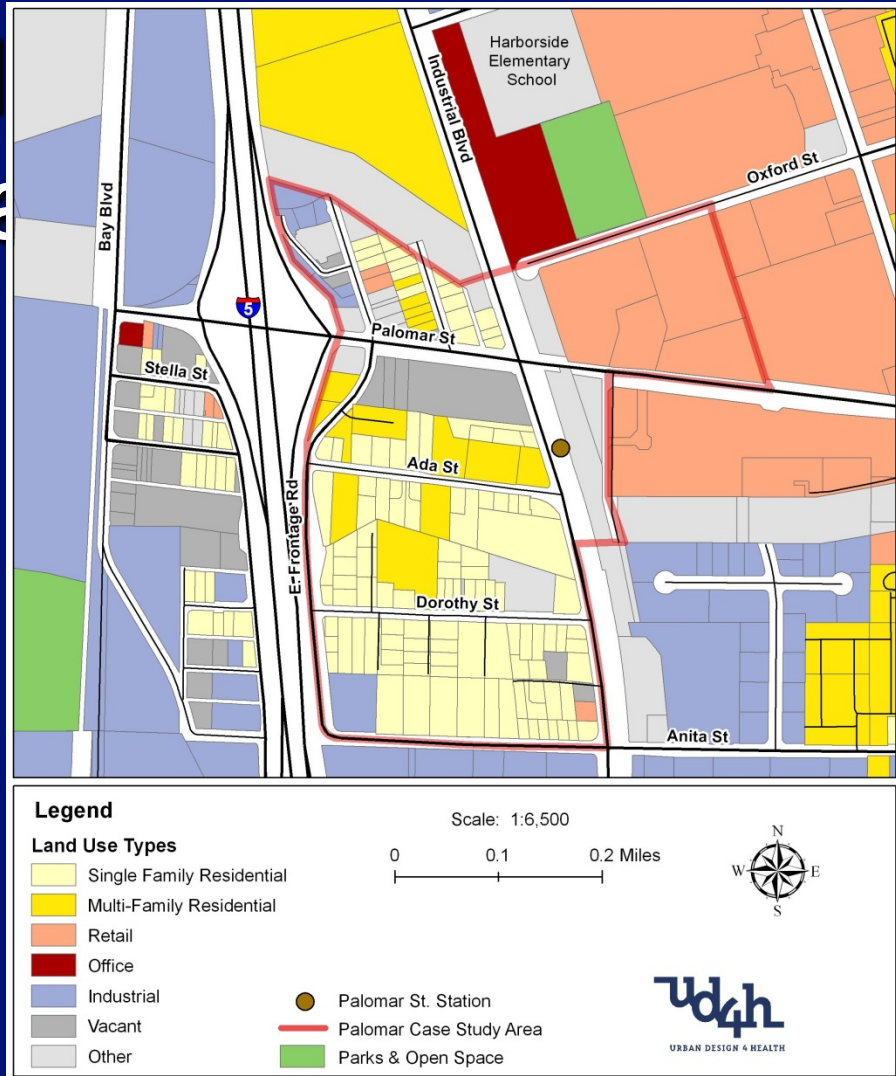 Harborside
Elementary
School
Industrial Blvd
Oxford St
Bay Blvd
5
Palomar St
Stella St
Ada St
E. Frontage Rd
Dorothy St
Anita St
Legend
Land Use Types
Single Family Residential
Multi-Family Residential
Retail
Office
Industrial
Vacant
Other
Scale: 1:6,500
0 0.1 0.2 Miles
N
W E
S
Palomar St. Station
Palomar Case Study Area
Parks & Open Space
ud4h
URBAN DESIGN 4 HEALTH